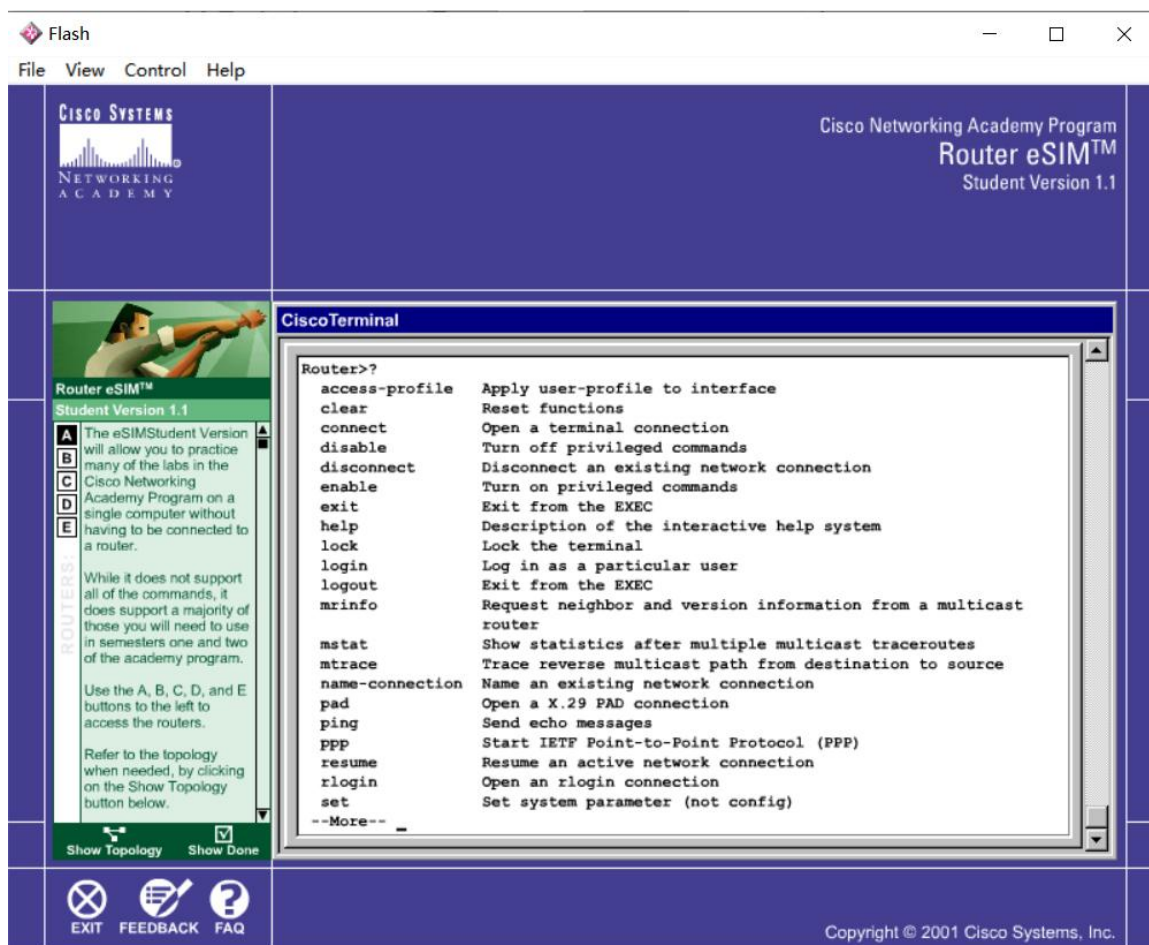 Flash
File View Control Help
CISCO SYSTEMS
NETWORKING
ACADEMY
Cisco Networking Academy Program
Router eSIM™
Student Version 1.1
Router eSIM™
Student Version 1.1
A
B
C
D
E
ROUTERS:
The eSIMStudent Version
will allow you to practice
many of the labs in the
Cisco Networking
Academy Program on a
single computer without
having to be connected to
a router.
While it does not support
all of the commands, it
does support a majority of
those you will need to use
in semesters one and two
of the academy program.
Use the A, B, C, D, and E
buttons to the left to
access the routers.
Refer to the topology
when needed, by clicking
on the Show Topology
button below.
Show Topology Show Done
CiscoTerminal
Router>?
access-profile Apply user-profile to interface
clear Reset functions
connect Open a terminal connection
disable Turn off privileged commands
disconnect Disconnect an existing network connection
enable Turn on privileged commands
exit Exit from the EXEC
help Description of the interactive help system
lock Lock the terminal
login Log in as a particular user
logout Exit from the EXEC
mrinfo Request neighbor and version information from a multicast
router
mstat Show statistics after multiple multicast traceroutes
mtrace Trace reverse multicast path from destination to source
name-connection Name an existing network connection
pad Open a X.29 PAD connection
ping Send echo messages
ppp Start IETF Point-to-Point Protocol (PPP)
resume Resume an active network connection
rlogin Open an rlogin connection
set Set system parameter (not config)
--More-- _
EXIT FEEDBACK FAQ
Copyright © 2001 Cisco Systems, Inc.